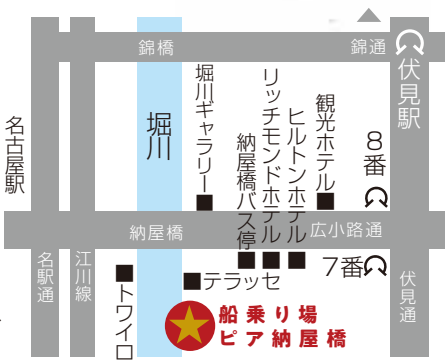 錦橋
錦通
伏見駅
堀川ギャラリー
リッチモンドホテル
ヒルトンホテル
観光ホテル
納屋橋バス停
堀川
8番
名古屋駅
納屋橋
広小路通
7番
名駅通
江川線
伏見通
トワイロ
テラッセ
船乗り場
ピア納屋橋